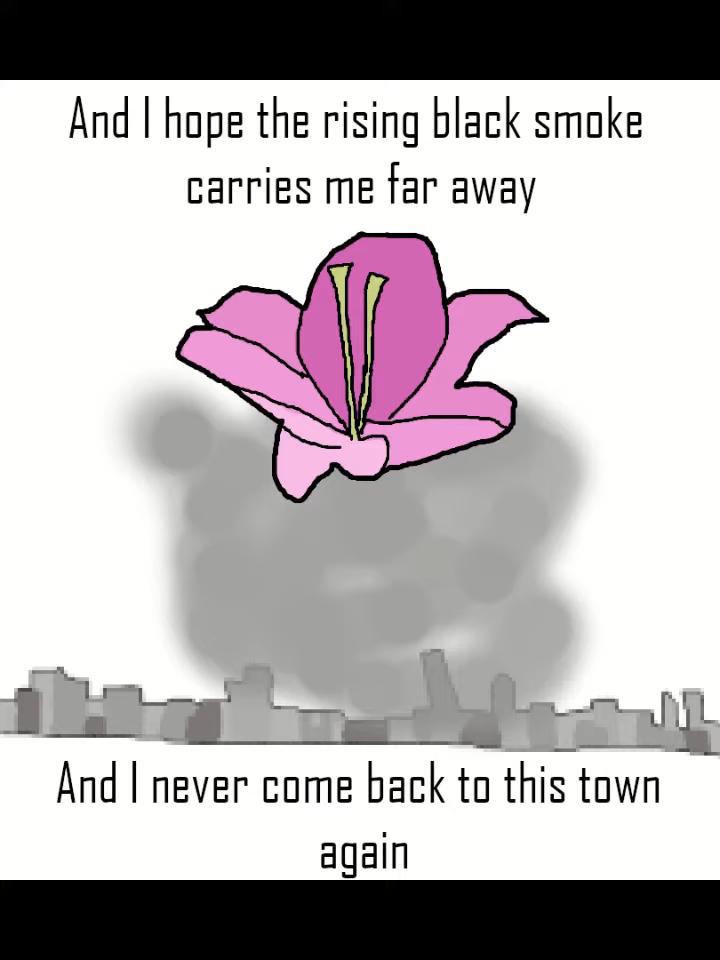 And I hope the rising black smoke
carries me far away
And I never come back to this town
again